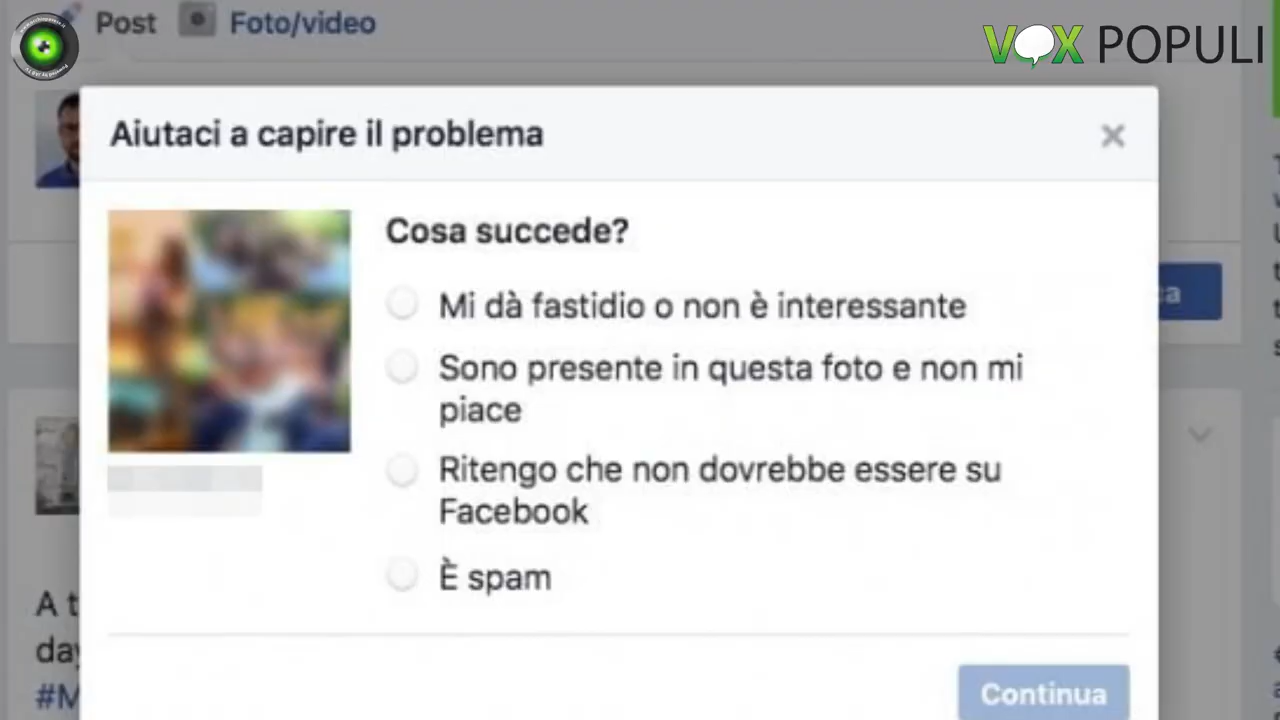 Post Foto/video
VOX POPULI
Aiutaci a capire il problema
Cosa succede?
Mi dà fastidio o non è interessante
Sono presente in questa foto e non mi
piace
Ritengo che non dovrebbe essere su
Facebook
È spam
A t
day
#M
Continua